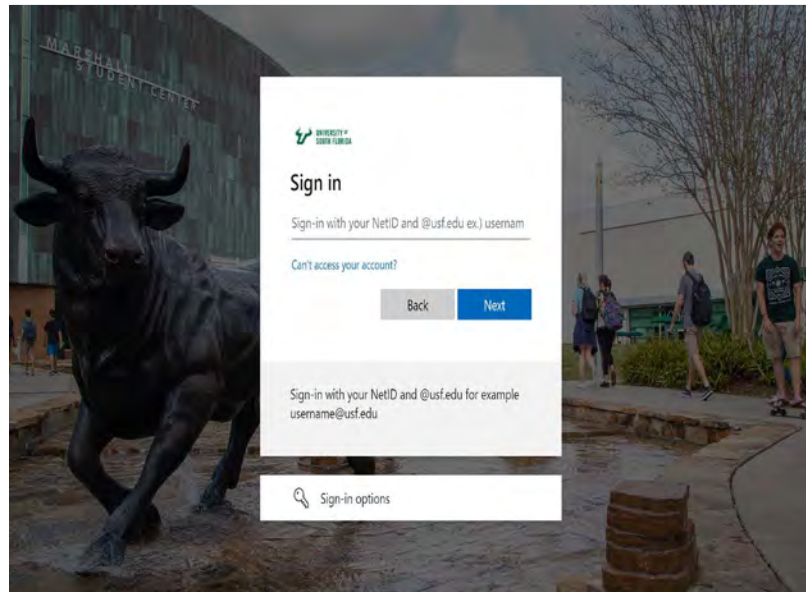 MARSHALL
STUDENT CENTER
UNIVERSITY of
SOUTH FLORIDA
Sign in
Sign-in with your NetID and @usf.edu ex.) usernam
Can't access your account?
Back
Next
Sign-in with your NetID and @usf.edu for example
username@usf.edu
Sign-in options